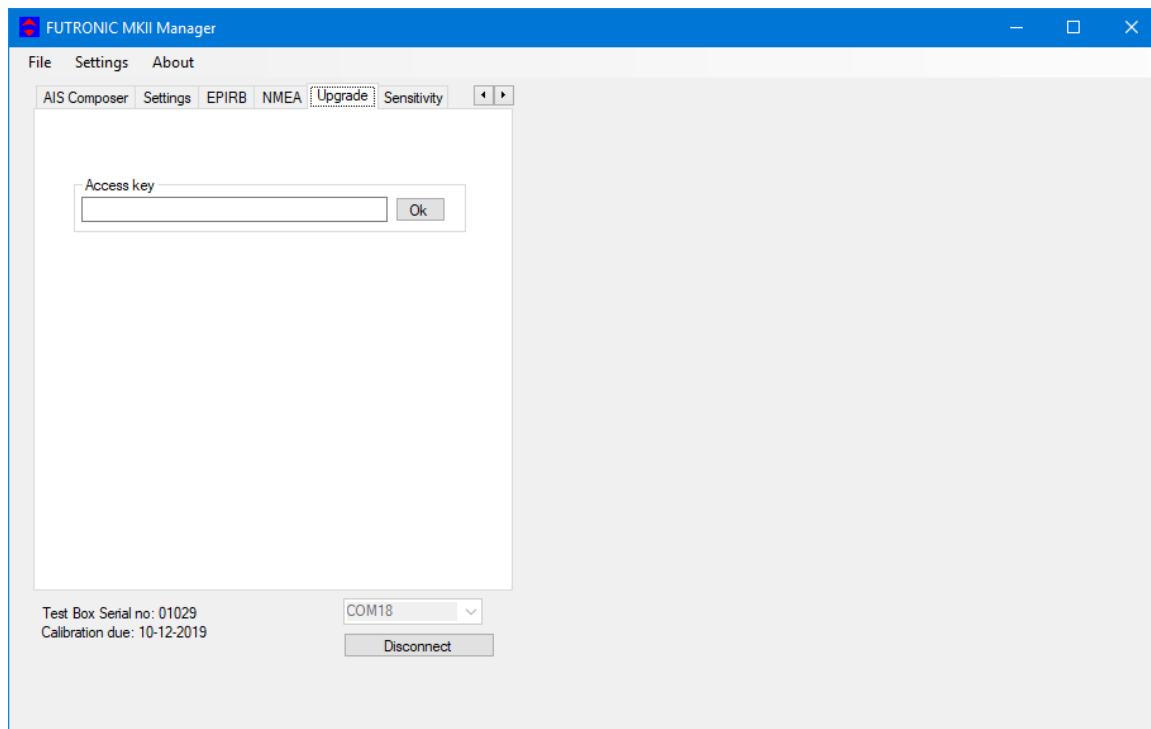 FUTRONIC MKII Manager
File Settings About
AIS Composer Settings EPIRB NMEA Upgrade Sensitivity
Access key
Ok
Test Box Serial no: 01029
Calibration due: 10-12-2019
COM18
Disconnect